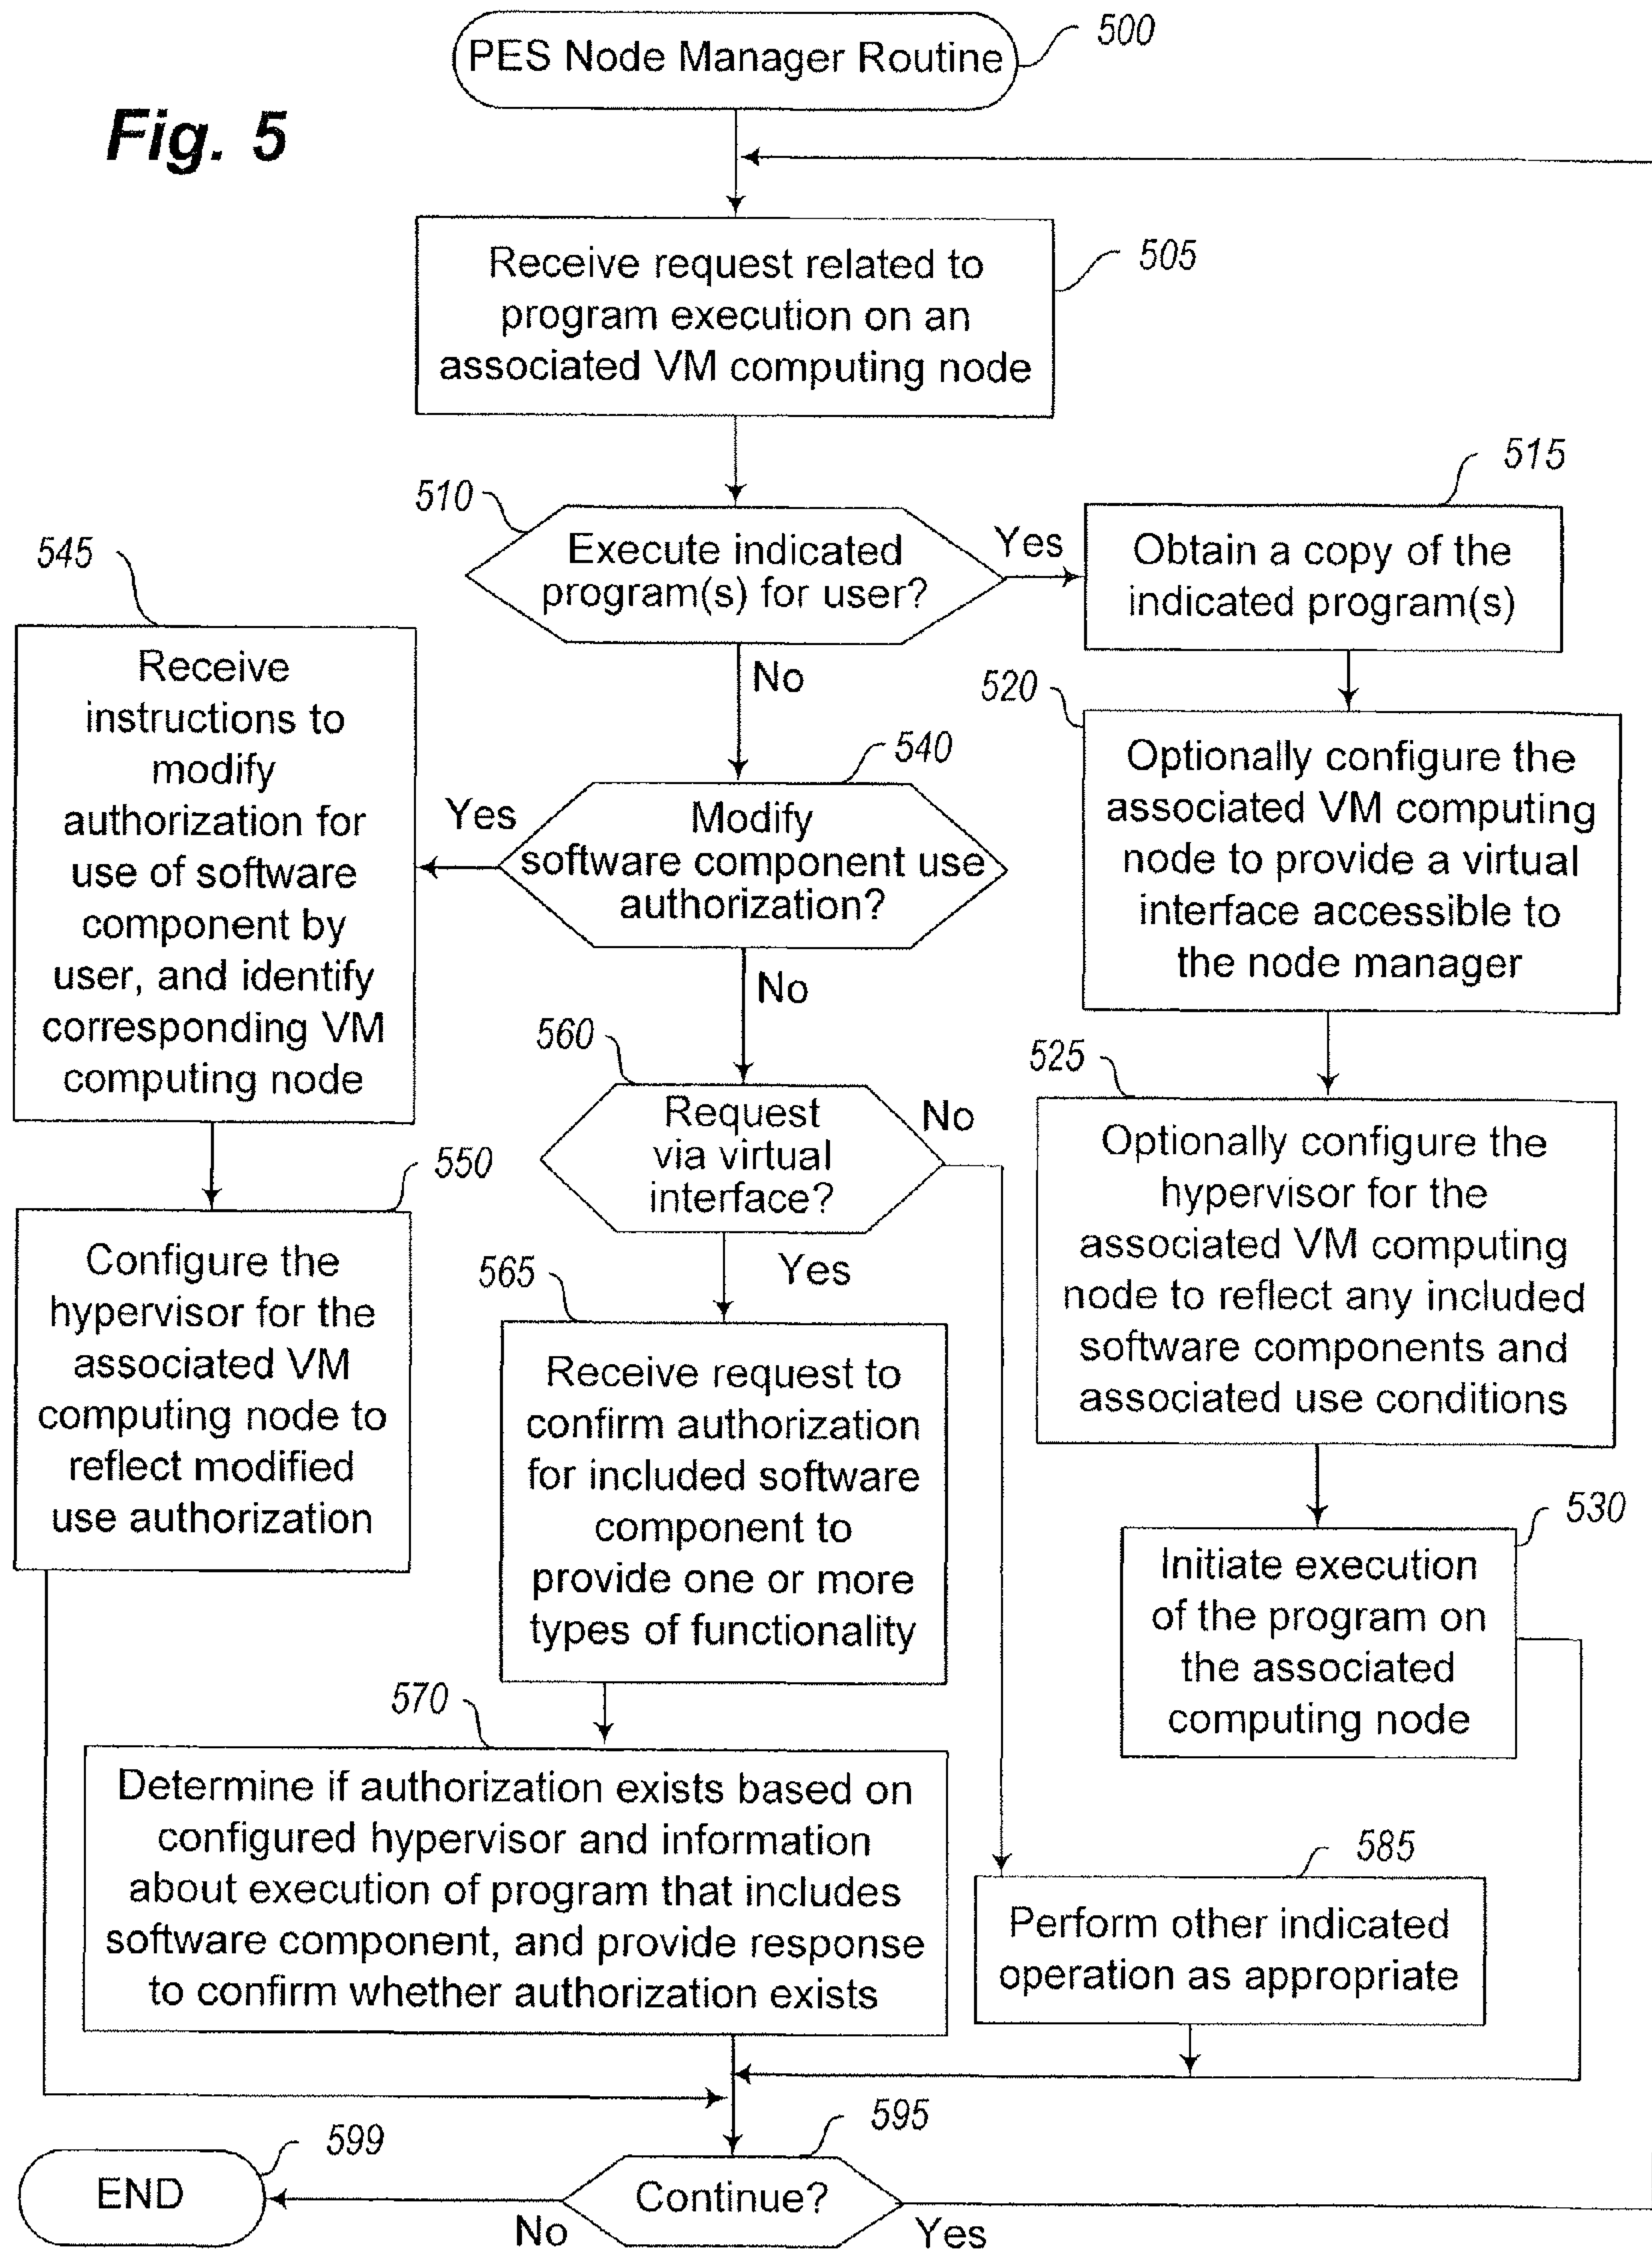 Fig. 5
PES Node Manager Routine
500
Receive request related to
program execution on an
associated VM computing node
505
510
Execute indicated
program(s) for user?
Yes
No
515
Obtain a copy of the
indicated program(s)
520
Optionally configure the
associated VM computing
node to provide a virtual
interface accessible to
the node manager
525
Optionally configure the
hypervisor for the
associated VM computing
node to reflect any included
software components and
associated use conditions
530
Initiate execution
of the program on
the associated
computing node
540
Modify
software component use
authorization?
Yes
No
545
Receive
instructions to
modify
authorization for
use of software
component by
user, and identify
corresponding VM
computing node
550
Configure the
hypervisor for the
associated VM
computing node to
reflect modified
use authorization
560
Request
via virtual
interface?
No
Yes
565
Receive request to
confirm authorization
for included software
component to
provide one or more
types of functionality
570
Determine if authorization exists based on
configured hypervisor and information
about execution of program that includes
software component, and provide response
to confirm whether authorization exists
585
Perform other indicated
operation as appropriate
595
Continue?
No
Yes
599
END